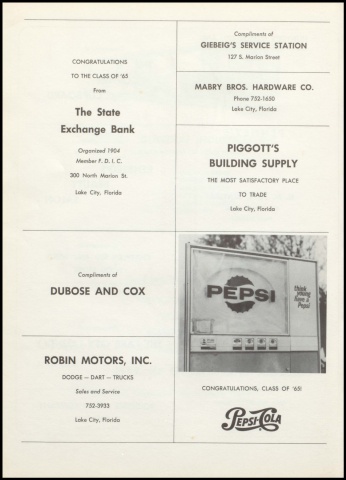 CONGRATULATIONS
TO THE CLASS OF '65
From
The State
Exchange Bank
Organized 1904
Member F. D. I. C.
300 North Marion St.
Lake City, Florida
Compliments of
GIEBEIG'S SERVICE STATION
127 S. Marion Street
MABRY BROS. HARDWARE CO.
Phone 752-1650
Lake City, Florida
PIGGOTT'S
BUILDING SUPPLY
THE MOST SATISFACTORY PLACE
TO TRADE
Lake City, Florida
Compliments of
DUBOSE AND COX
ROBIN MOTORS, INC.
DODGE — DART — TRUCKS
Sales and Service
752-3933
Lake City, Florida
PEPSI
think
young
have a
Pepsi
CONGRATULATIONS, CLASS OF '65!
PEPSI-COLA